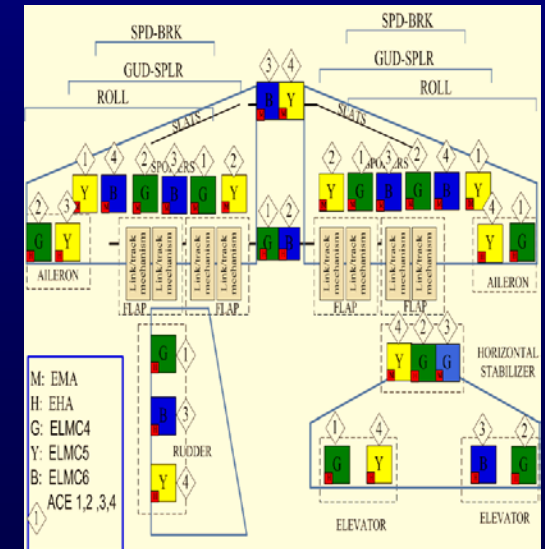 SPD-BRK
SPD-BRK
GUD-SPLR
GUD-SPLR
ROLL
ROLL
3 4
B Y
SLATS
SLATS
1 4 2 3 1 2
SPOILERS
Y B G B G Y
2 1 3 2 4 1
SPOILERS
Y G B G B Y
2 3
G Y
AILERON
1 2
G B
4 1
Y G
AILERON
Link/track mechanism
Link/track mechanism
Link/track mechanism
Link/track mechanism
Link/track mechanism
Link/track mechanism
Link/track mechanism
Link/track mechanism
FLAP
FLAP
FLAP
FLAP
G 1
B 3
RUDDER
Y 4
4 2 3
Y G G
HORIZONTAL
STABILIZER
1 4
G Y
ELEVATOR
3 2
B G
ELEVATOR
M: EMA
H: EHA
G: ELMC4
Y: ELMC5
B: ELMC6
1 ACE 1,2 ,3,4